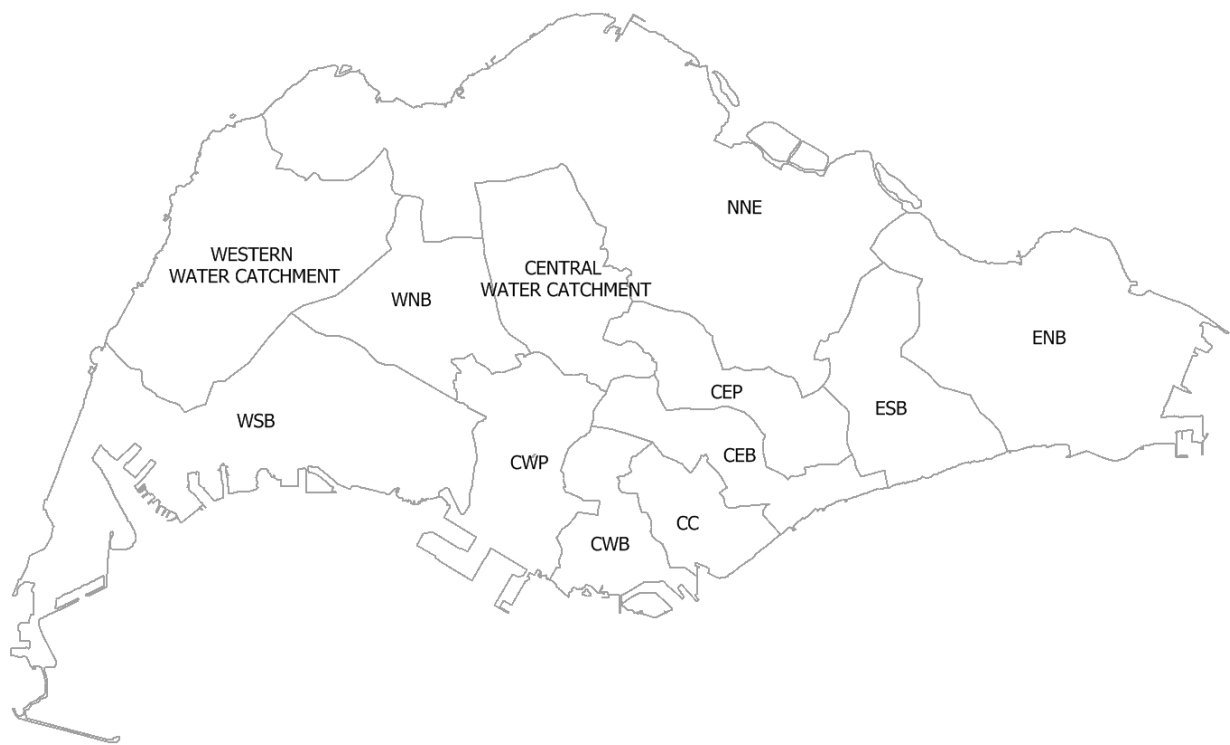 NNE
WESTERN
WATER CATCHMENT
CENTRAL
WATER CATCHMENT
WNB
ENB
CEP
ESB
WSB
CEB
CWP
CC
CWB